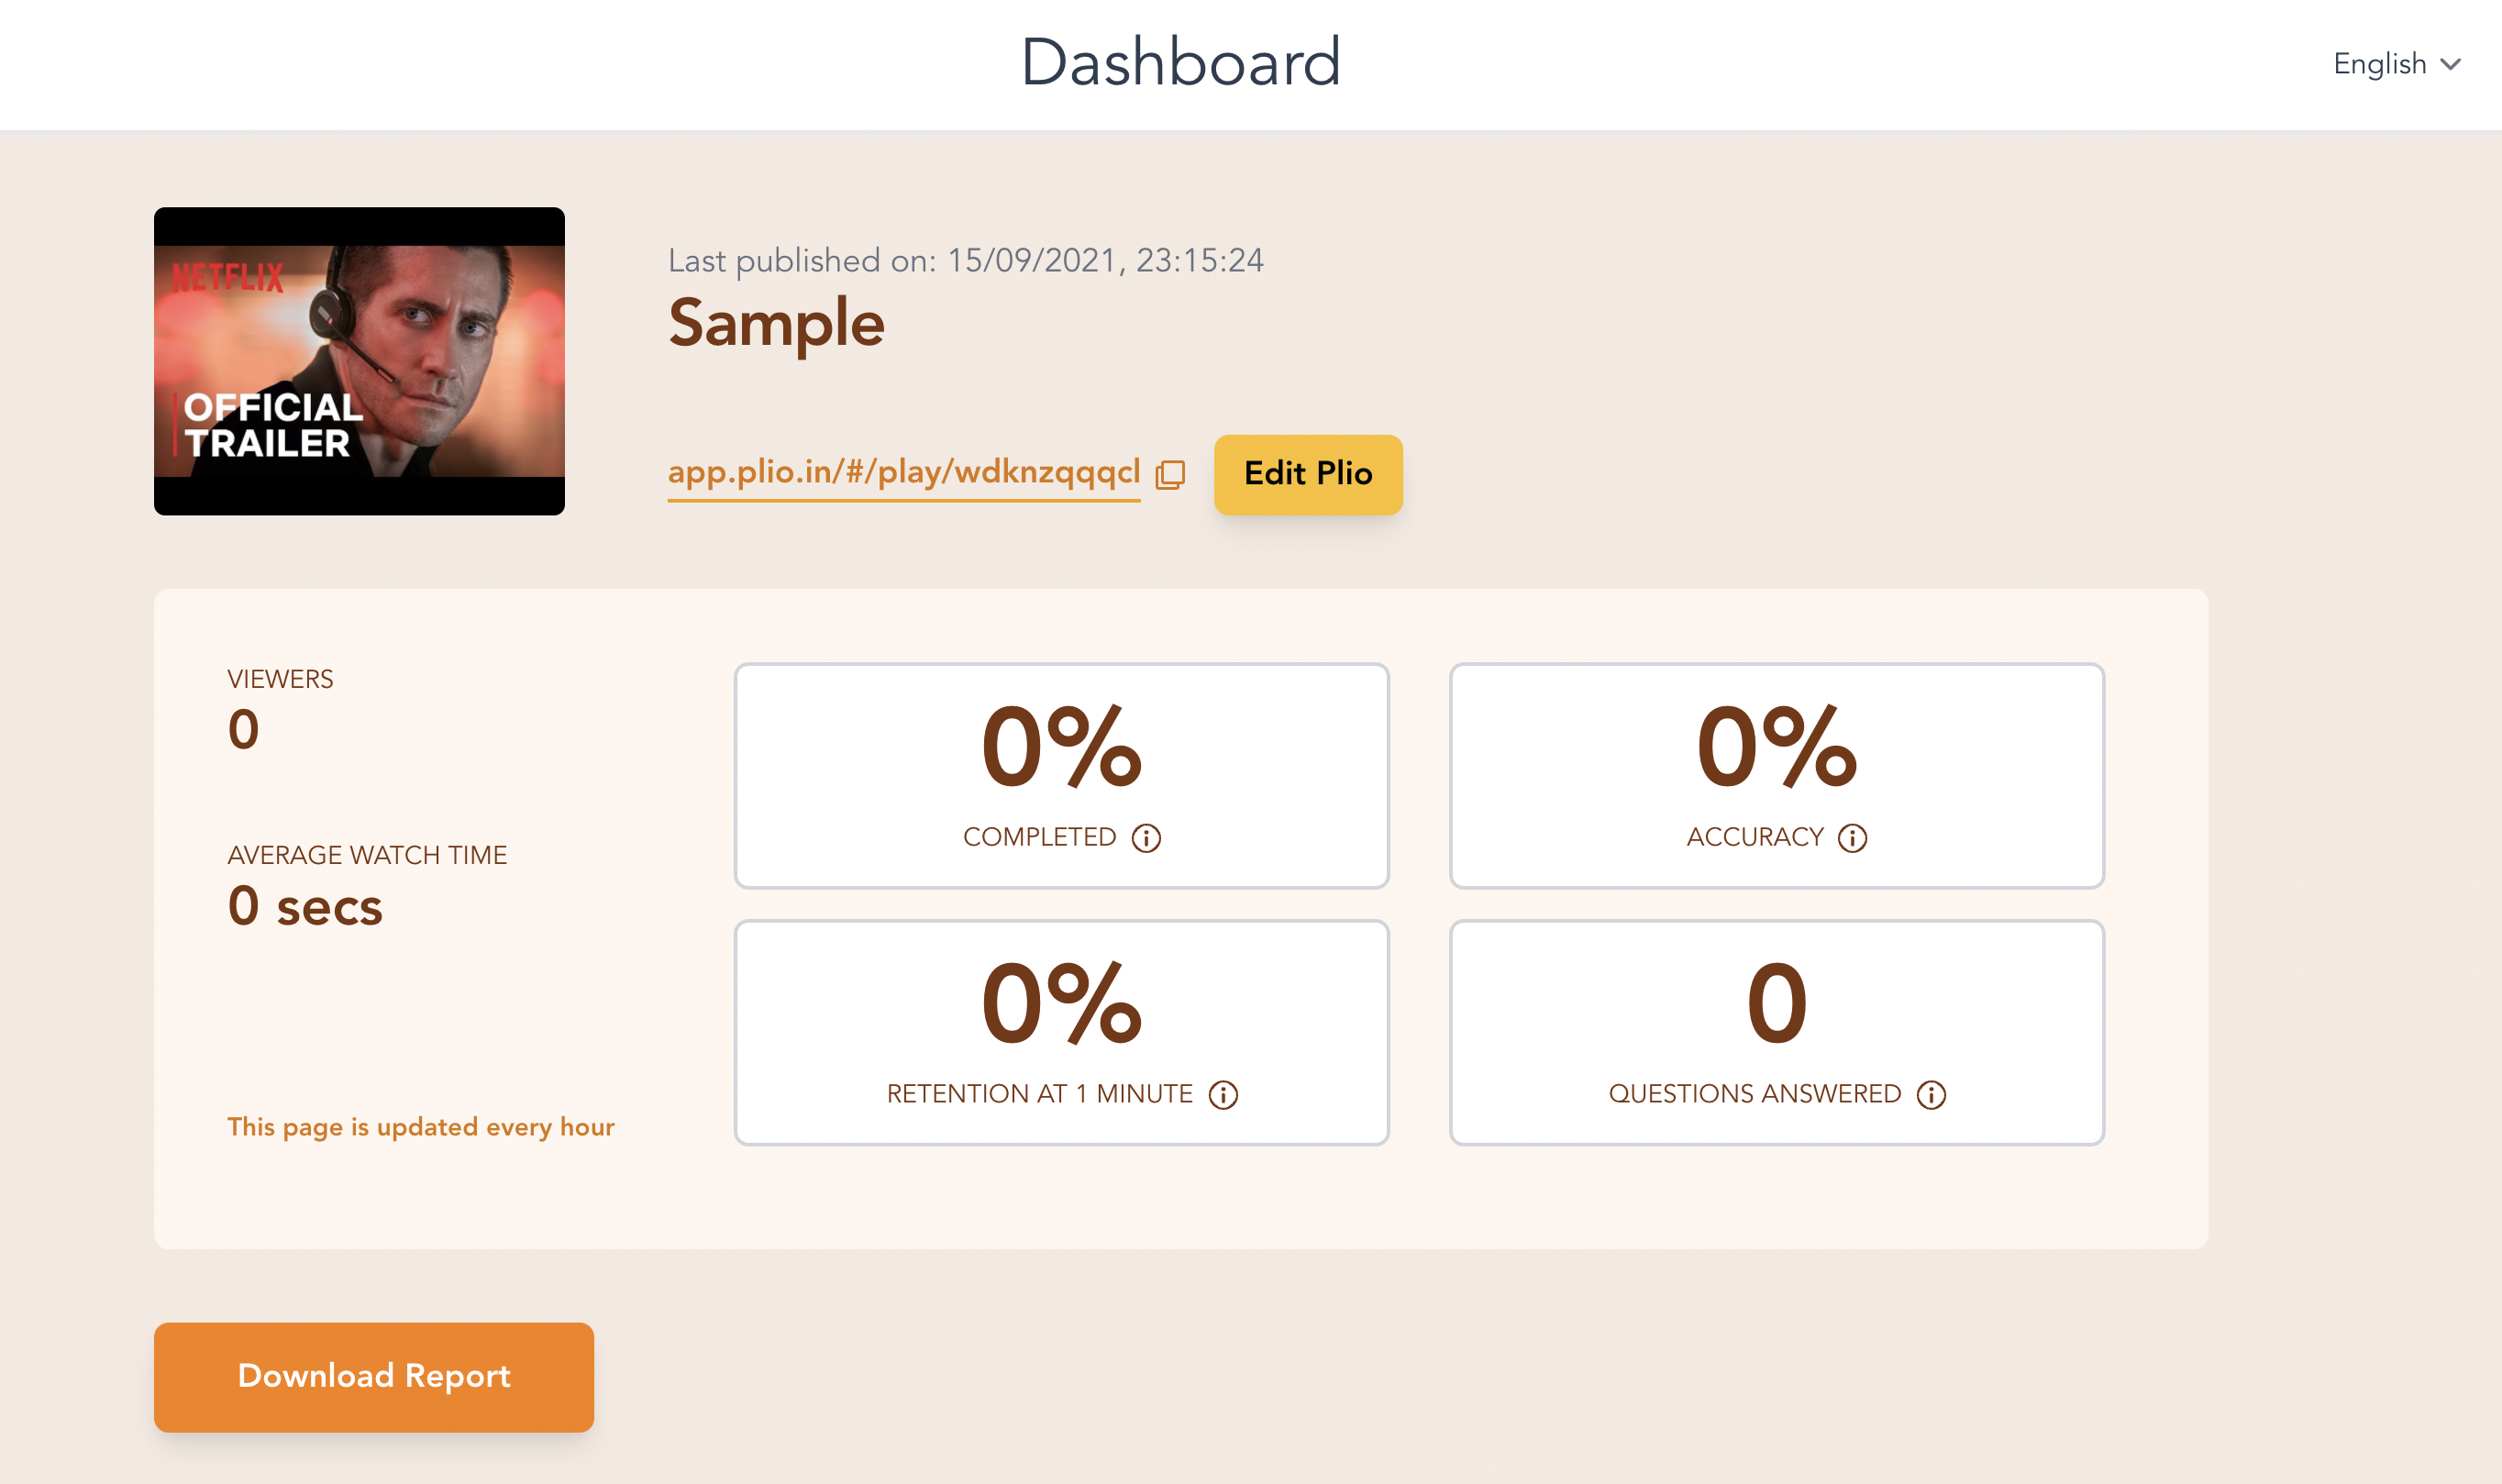 Dashboard
English
NETFLIX
OFFICIAL
TRAILER
Last published on: 15/09/2021, 23:15:24
Sample
app.plio.in/#/play/wdknzqqqcl
Edit Plio
VIEWERS
0
AVERAGE WATCH TIME
0 secs
This page is updated every hour
0%
COMPLETED
0%
ACCURACY
0%
RETENTION AT 1 MINUTE
0
QUESTIONS ANSWERED
Download Report